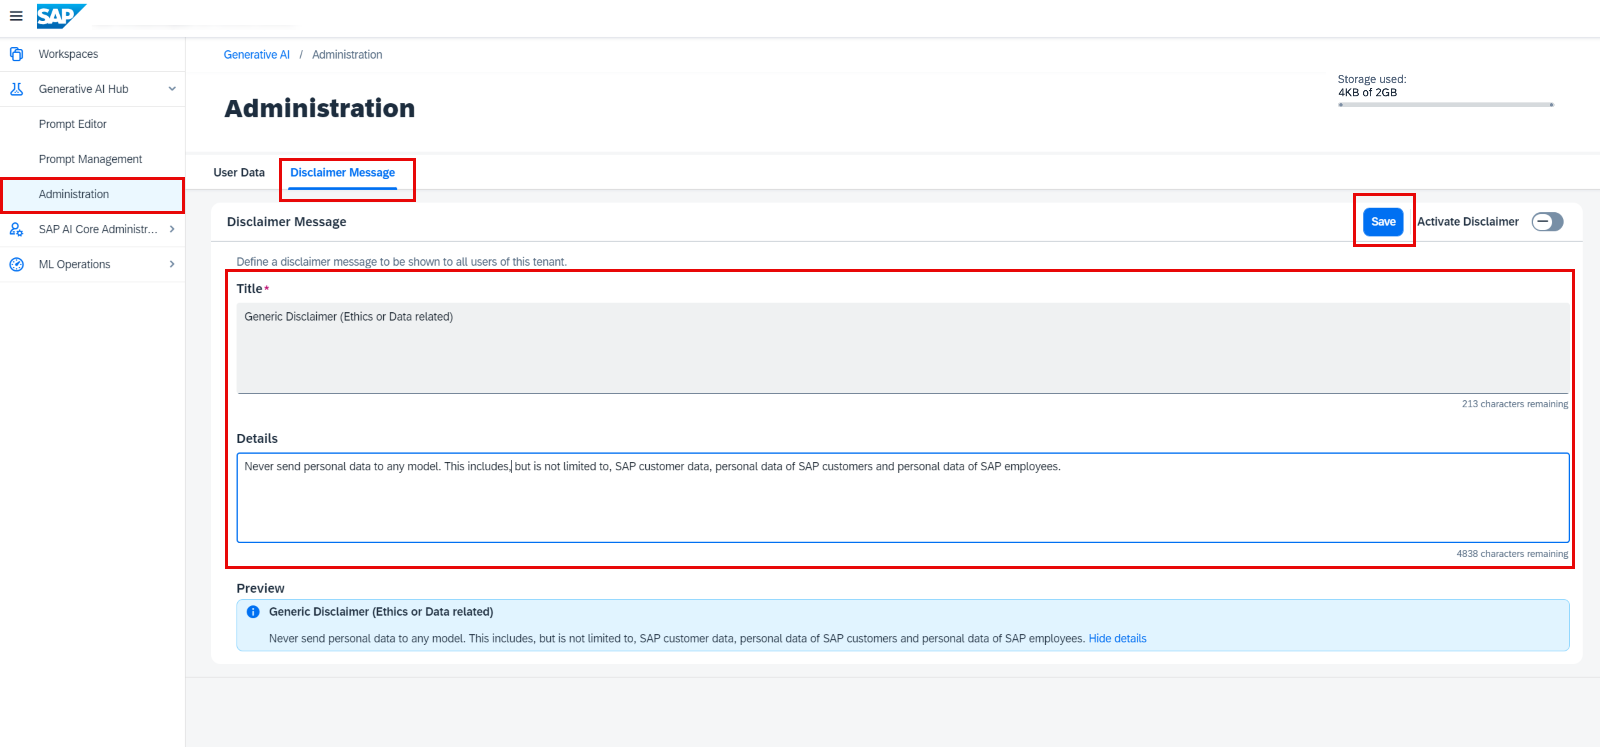 SAP
Workspaces
Generative AI Hub
Prompt Editor
Prompt Management
Administration
SAP AI Core Administr...
ML Operations
Generative AI / Administration
Administration
Storage used:
4KB of 2GB
User Data
Disclaimer Message
Disclaimer Message
Save
Activate Disclaimer
Define a disclaimer message to be shown to all users of this tenant.
Title*
Generic Disclaimer (Ethics or Data related)
213 characters remaining
Details
Never send personal data to any model. This includes, but is not limited to, SAP customer data, personal data of SAP customers and personal data of SAP employees.
4838 characters remaining
Preview
Generic Disclaimer (Ethics or Data related)
Never send personal data to any model. This includes, but is not limited to, SAP customer data, personal data of SAP customers and personal data of SAP employees. Hide details